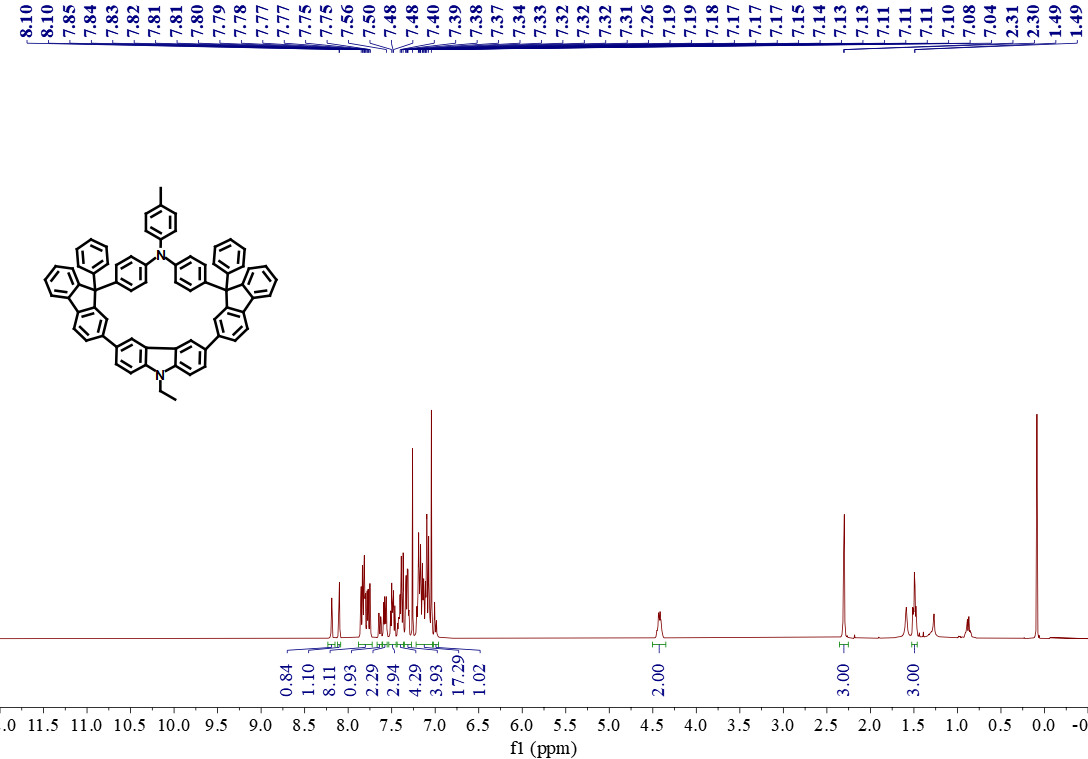 8.10 8.10 7.85 7.84 7.83 7.82 7.81 7.81 7.80 7.79 7.78 7.77 7.77 7.75 7.75 7.56 7.50 7.48 7.48 7.40 7.39 7.38 7.37 7.34 7.33 7.32 7.32 7.31 7.26 7.19 7.19 7.18 7.17 7.17 7.15 7.14 7.13 7.13 7.11 7.11 7.11 7.10 7.08 7.04 2.31 2.30 1.49 1.49
N
N
0.84 1.10 8.11 0.93 2.29 2.94 4.29 3.93 17.29 1.02 2.00 3.00 3.00
.0 11.5 11.0 10.5 10.0 9.5 9.0 8.5 8.0 7.5 7.0 6.5 6.0 5.5 5.0 4.5 4.0 3.5 3.0 2.5 2.0 1.5 1.0 0.5 0.0 -0
f1 (ppm)